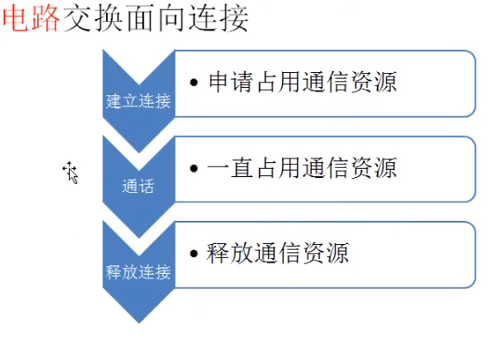 电路交换面向连接
建立连接
• 申请占用通信资源
通话
• 一直占用通信资源
释放连接
• 释放通信资源